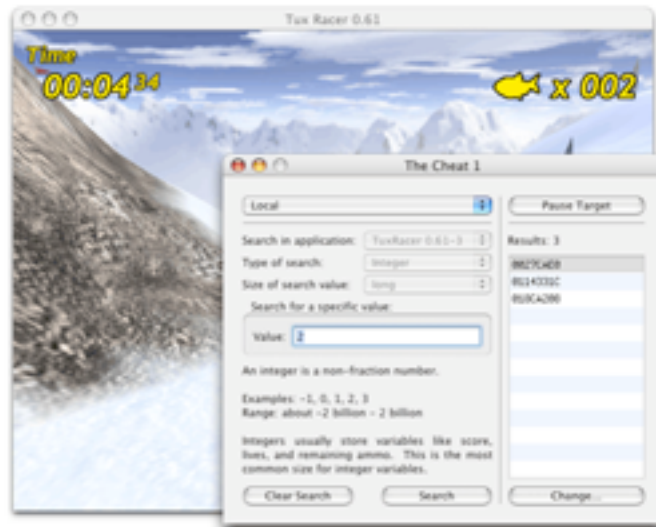 Tux Racer 0.61
Time
00:04 34
x 002
The Cheat 1
Local
Pause Target
Search in application: TuxRacer 0.61-3
Results: 3
Type of search: Integer
Size of search value: long
Search for a specific value:
Value: 2
An integer is a non-fraction number.
Examples: -1, 0, 1, 2, 3
Range: about -2 billion - 2 billion
Integers usually store variables like score,
lives, and remaining ammo. This is the most
common size for integer variables.
Clear Search
Search
Change...